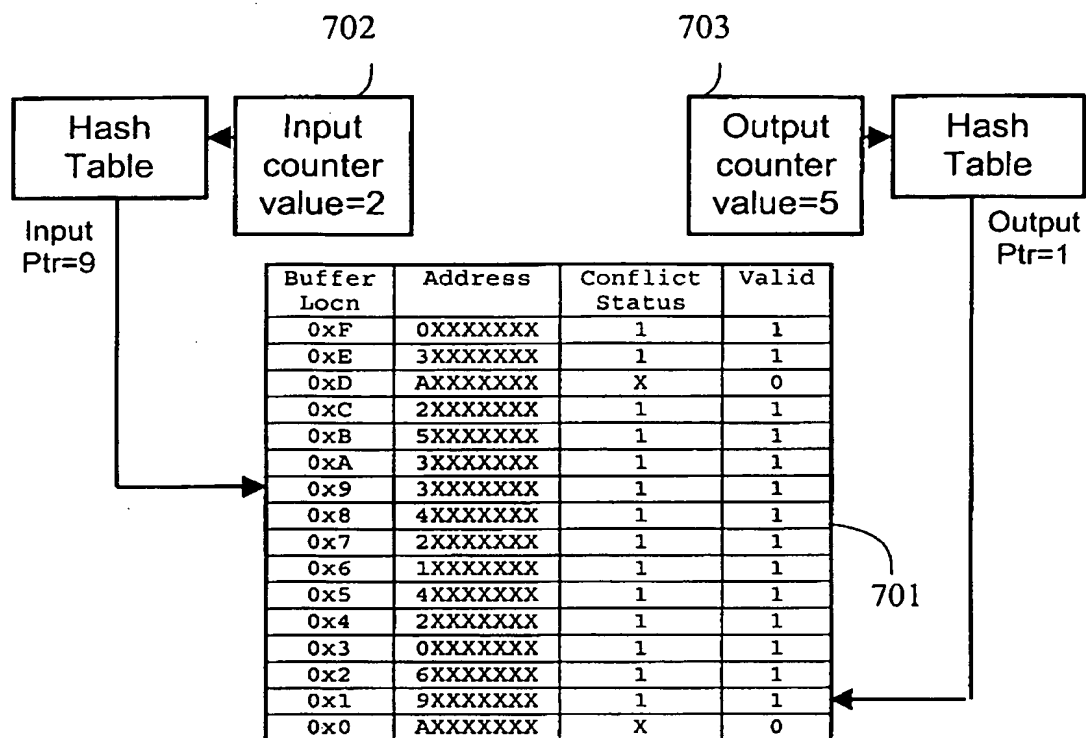 702
703
Hash
Table
Input
counter
value=2
Output
counter
value=5
Hash
Table
Input
Ptr=9
Output
Ptr=1
Buffer Locn Address Conflict Status Valid
0xF 0XXXXXXX 1 1
0xE 3XXXXXXX 1 1
0xD AXXXXXXX X 0
0xC 2XXXXXXX 1 1
0xB 5XXXXXXX 1 1
0xA 3XXXXXXX 1 1
0x9 3XXXXXXX 1 1
0x8 4XXXXXXX 1 1
0x7 2XXXXXXX 1 1
0x6 1XXXXXXX 1 1
0x5 4XXXXXXX 1 1
0x4 2XXXXXXX 1 1
0x3 0XXXXXXX 1 1
0x2 6XXXXXXX 1 1
0x1 9XXXXXXX 1 1
0x0 AXXXXXXX X 0
701